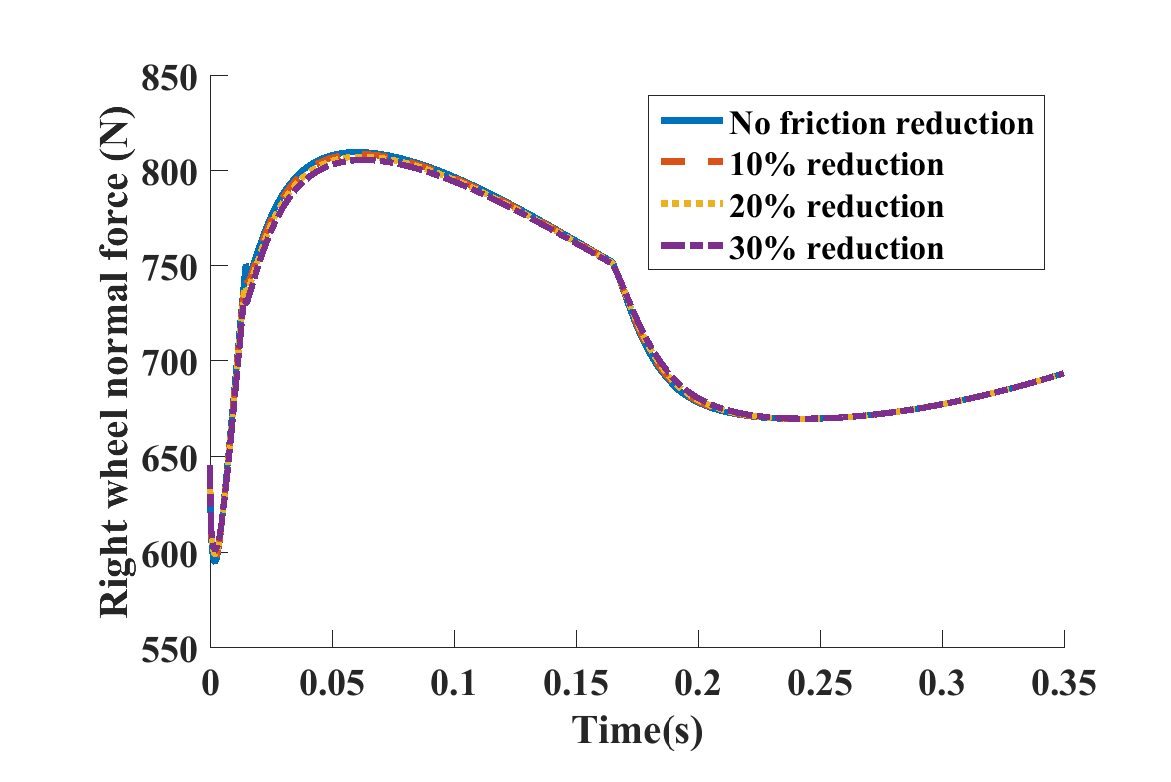 850
800
750
700
650
600
550
Right wheel normal force (N)
No friction reduction
10% reduction
20% reduction
30% reduction
0 0.05 0.1 0.15 0.2 0.25 0.3 0.35
Time(s)